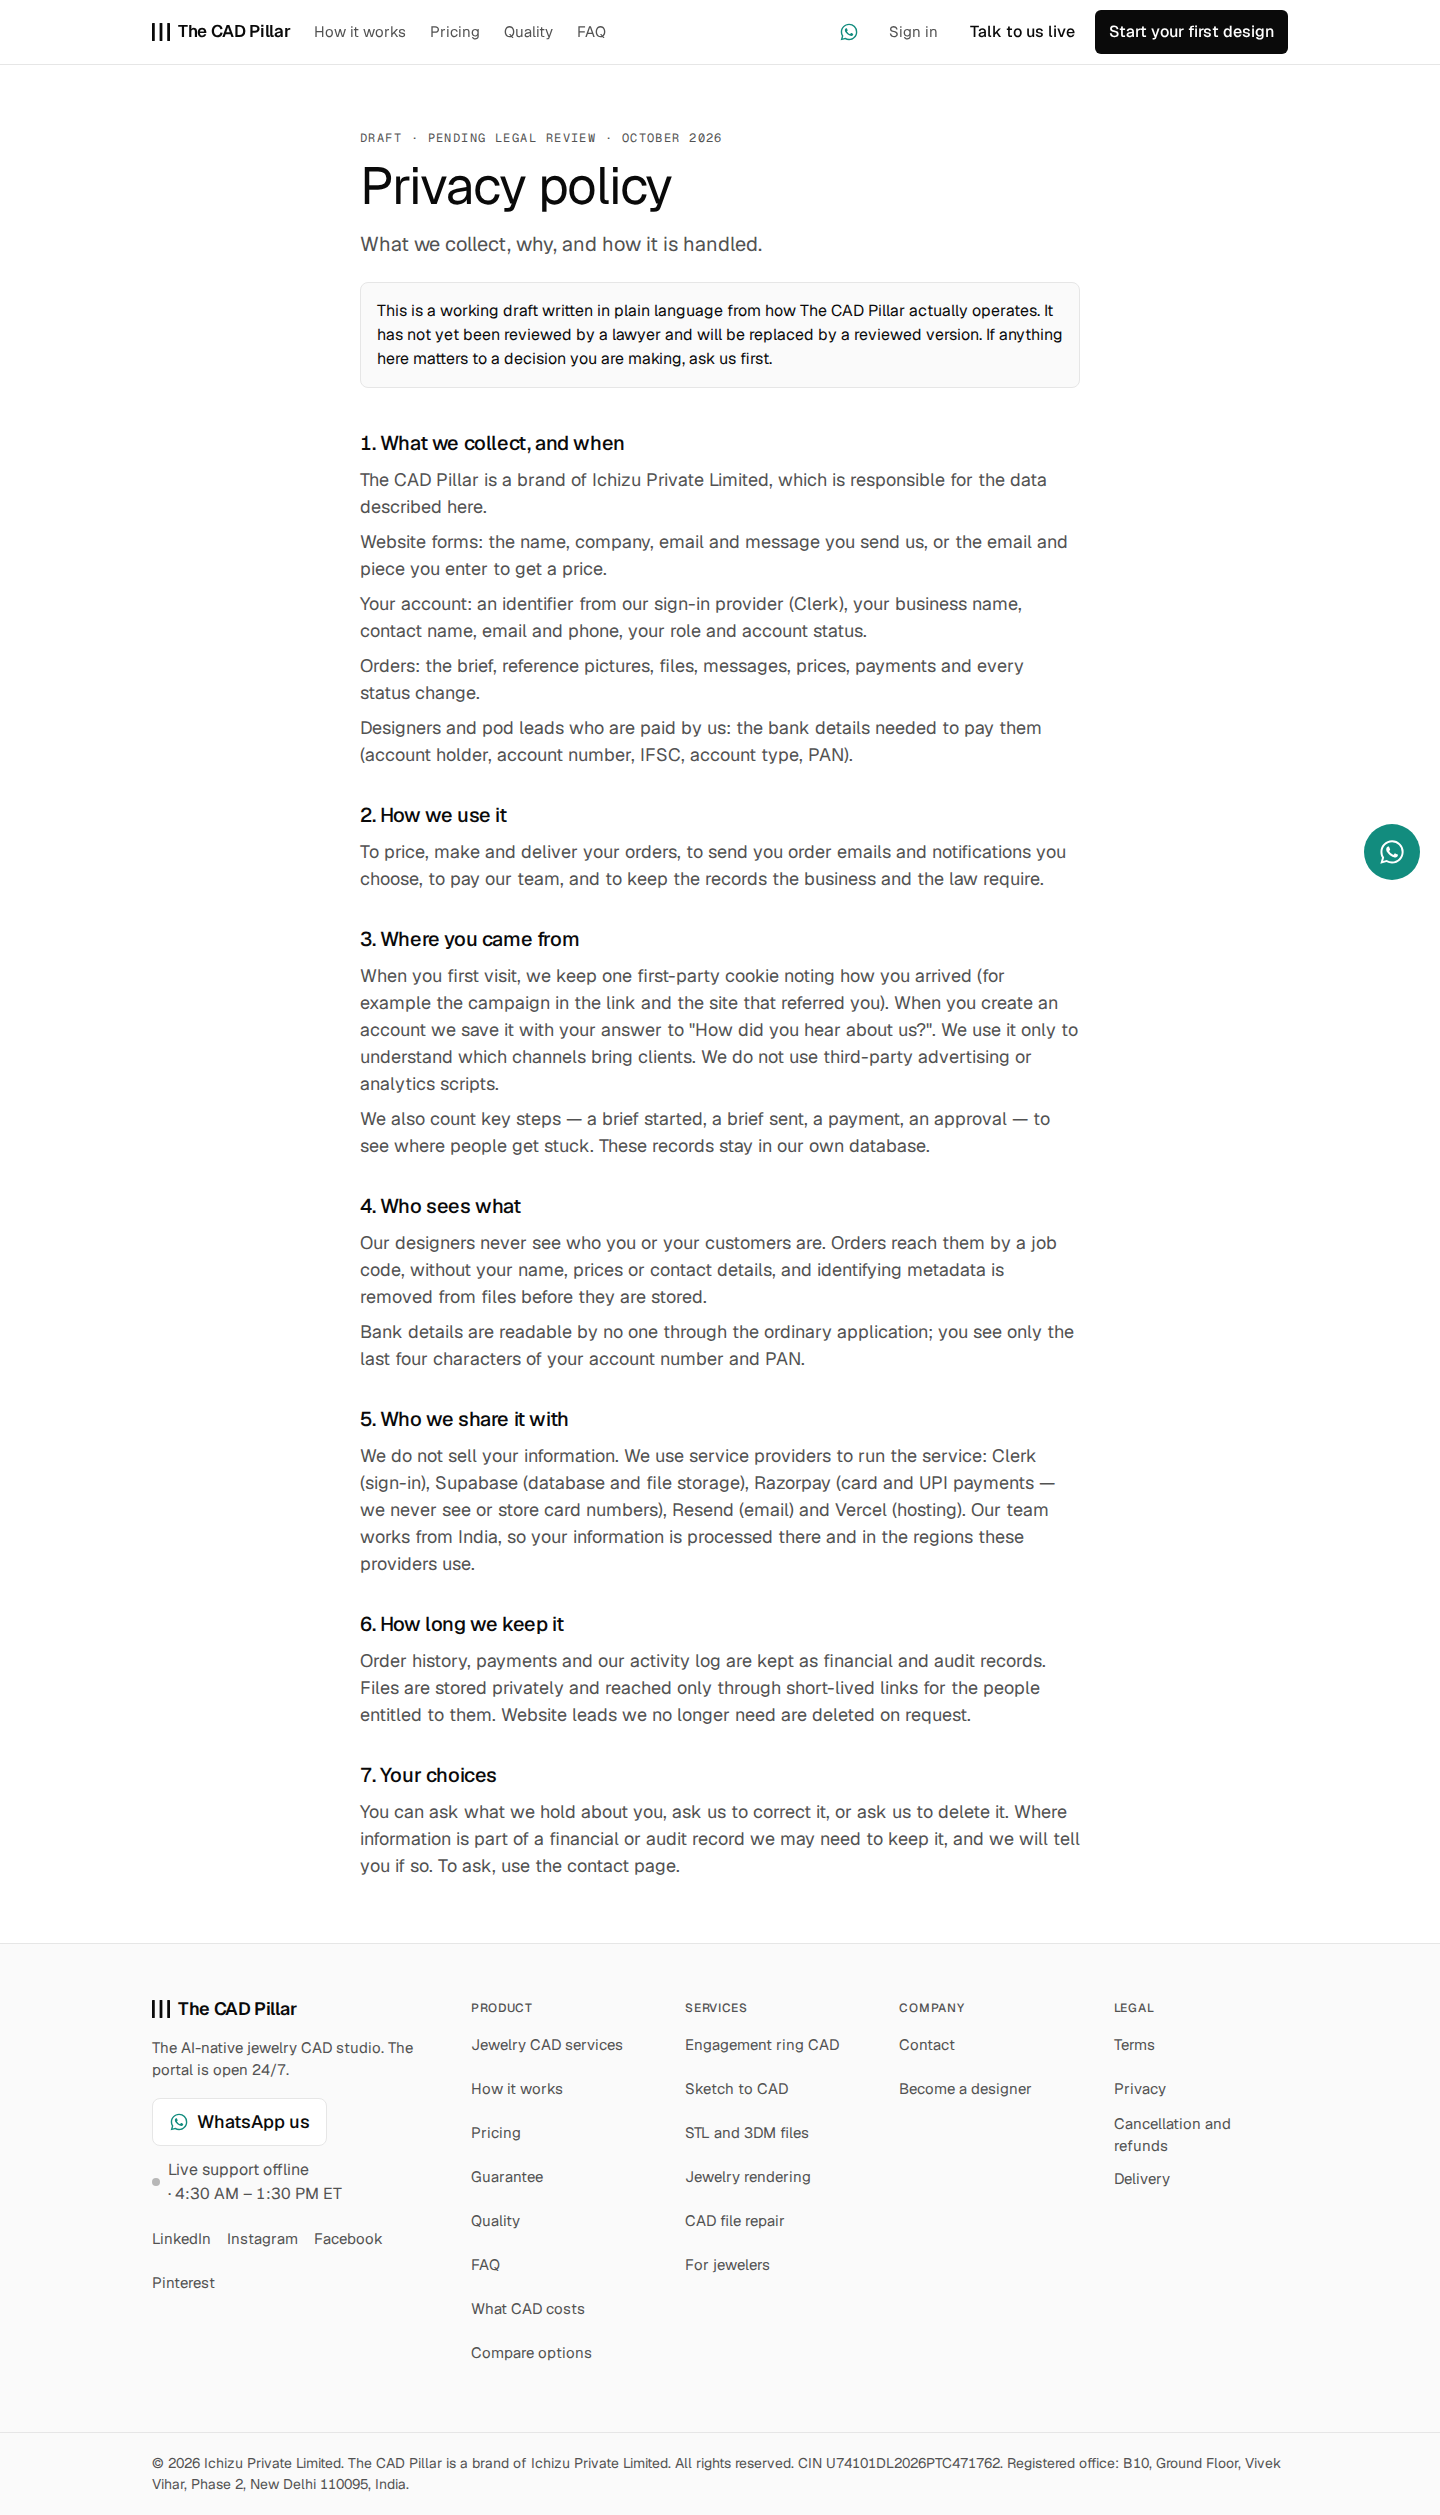 The CAD Pillar How it works Pricing Quality FAQ Sign in Talk to us live Start your first design
DRAFT · PENDING LEGAL REVIEW · OCTOBER 2026
Privacy policy
What we collect, why, and how it is handled.
This is a working draft written in plain language from how The CAD Pillar actually operates. It
has not yet been reviewed by a lawyer and will be replaced by a reviewed version. If anything
here matters to a decision you are making, ask us first.
1. What we collect, and when
The CAD Pillar is a brand of Ichizu Private Limited, which is responsible for the data
described here.
Website forms: the name, company, email and message you send us, or the email and
piece you enter to get a price.
Your account: an identifier from our sign-in provider (Clerk), your business name,
contact name, email and phone, your role and account status.
Orders: the brief, reference pictures, files, messages, prices, payments and every
status change.
Designers and pod leads who are paid by us: the bank details needed to pay them
(account holder, account number, IFSC, account type, PAN).
2. How we use it
To price, make and deliver your orders, to send you order emails and notifications you
choose, to pay our team, and to keep the records the business and the law require.
3. Where you came from
When you first visit, we keep one first-party cookie noting how you arrived (for
example the campaign in the link and the site that referred you). When you create an
account we save it with your answer to "How did you hear about us?". We use it only to
understand which channels bring clients. We do not use third-party advertising or
analytics scripts.
We also count key steps — a brief started, a brief sent, a payment, an approval — to
see where people get stuck. These records stay in our own database.
4. Who sees what
Our designers never see who you or your customers are. Orders reach them by a job
code, without your name, prices or contact details, and identifying metadata is
removed from files before they are stored.
Bank details are readable by no one through the ordinary application; you see only the
last four characters of your account number and PAN.
5. Who we share it with
We do not sell your information. We use service providers to run the service: Clerk
(sign-in), Supabase (database and file storage), Razorpay (card and UPI payments —
we never see or store card numbers), Resend (email) and Vercel (hosting). Our team
works from India, so your information is processed there and in the regions these
providers use.
6. How long we keep it
Order history, payments and our activity log are kept as financial and audit records.
Files are stored privately and reached only through short-lived links for the people
entitled to them. Website leads we no longer need are deleted on request.
7. Your choices
You can ask what we hold about you, ask us to correct it, or ask us to delete it. Where
information is part of a financial or audit record we may need to keep it, and we will tell
you if so. To ask, use the contact page.
The CAD Pillar
The AI-native jewelry CAD studio. The
portal is open 24/7.
WhatsApp us
Live support offline
· 4:30 AM – 1:30 PM ET
LinkedIn Instagram Facebook
Pinterest
PRODUCT
Jewelry CAD services
How it works
Pricing
Guarantee
Quality
FAQ
What CAD costs
Compare options
SERVICES
Engagement ring CAD
Sketch to CAD
STL and 3DM files
Jewelry rendering
CAD file repair
For jewelers
COMPANY
Contact
Become a designer
LEGAL
Terms
Privacy
Cancellation and
refunds
Delivery
© 2026 Ichizu Private Limited. The CAD Pillar is a brand of Ichizu Private Limited. All rights reserved. CIN U74101DL2026PTC471762. Registered office: B10, Ground Floor, Vivek
Vihar, Phase 2, New Delhi 110095, India.